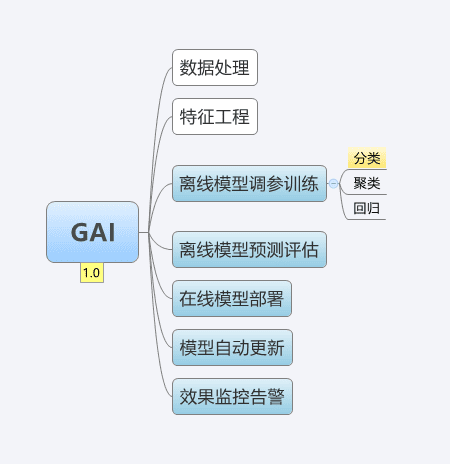 GAI
1.0
数据处理
特征工程
离线模型调参训练
分类
聚类
回归
离线模型预测评估
在线模型部署
模型自动更新
效果监控告警